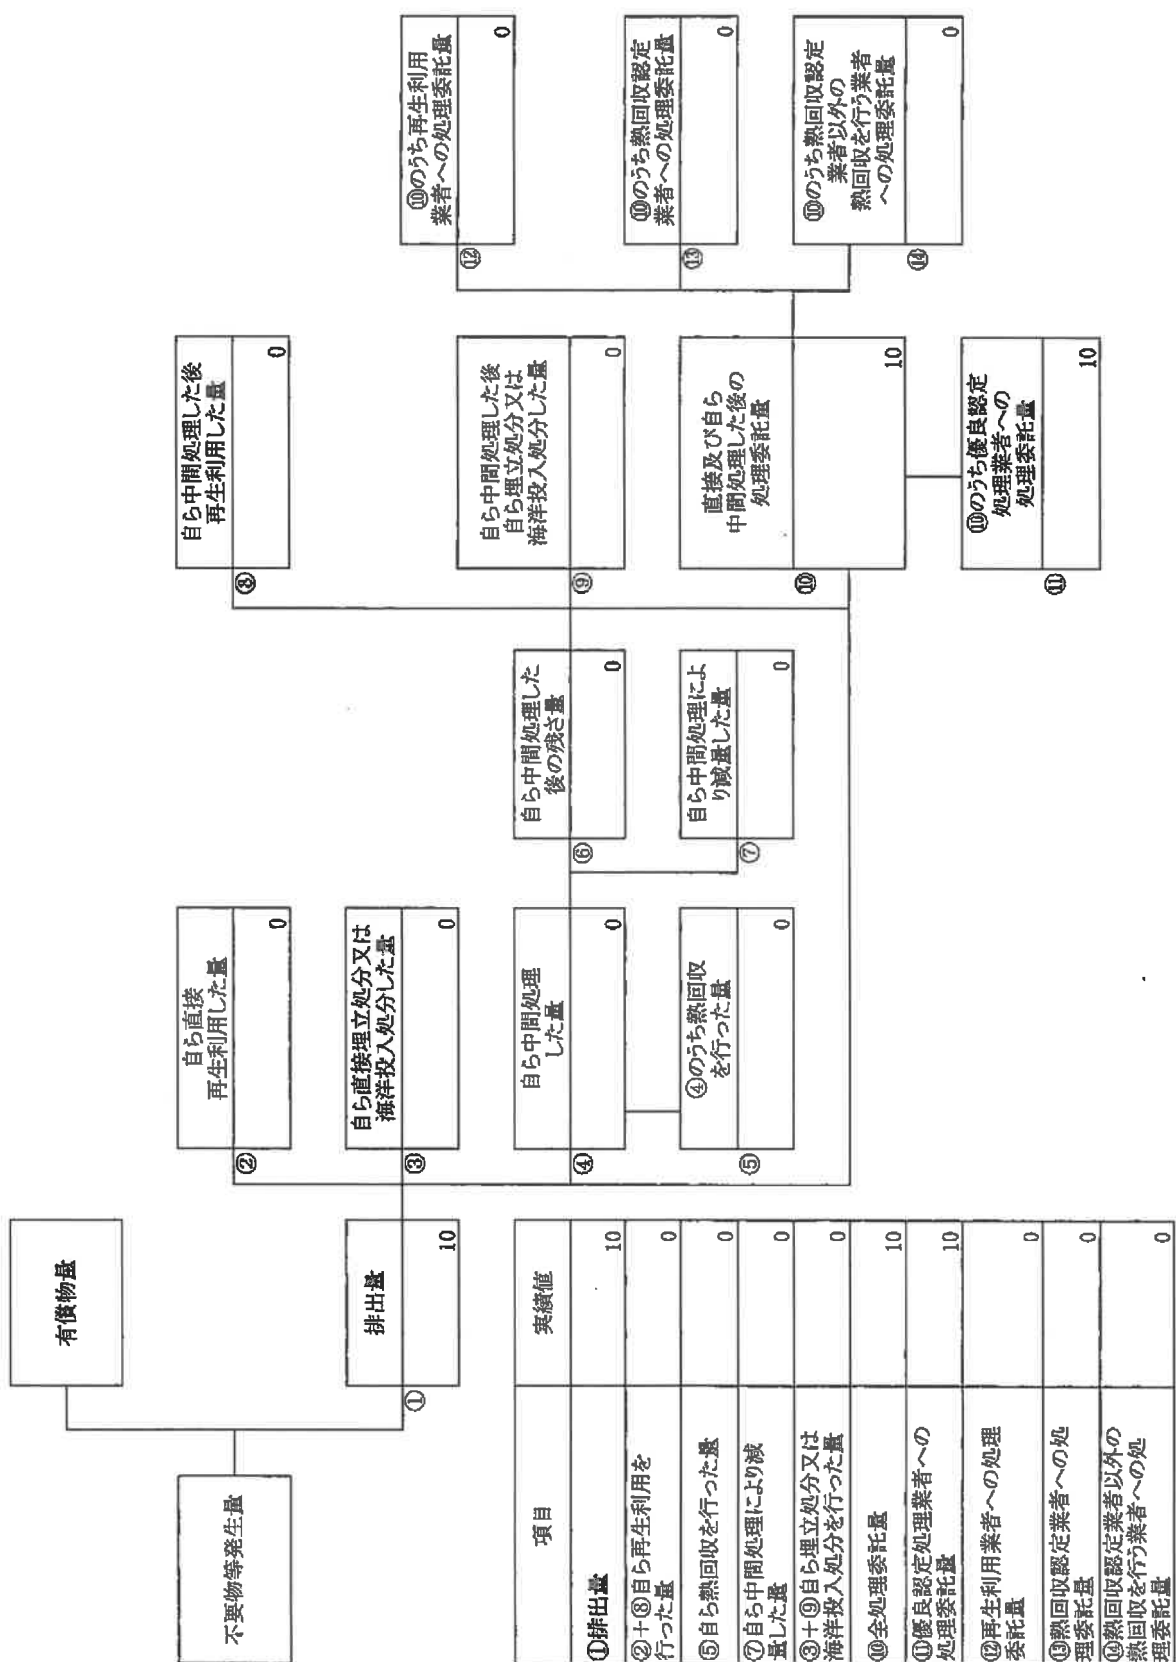 不要物等発生量
有償物量
①
排出量
10
②
自ら直接
再生利用した量
0
③
自ら直接埋立処分又は
海洋投入処分した量
0
④
自ら中間処理
した量
0
⑤
④のうち熱回収
を行った量
0
⑥
自ら中間処理した
後の残さ量
0
⑦
自ら中間処理によ
り減量した量
0
⑧
自ら中間処理した後
再生利用した量
0
⑨
自ら中間処理した後
自ら埋立処分又は
海洋投入処分した量
0
⑩
直接及び自ら
中間処理した後の
処理委託量
10
⑪
⑩のうち優良認定
処理業者への
処理委託量
10
⑫
⑩のうち再生利用
業者への処理委託量
0
⑬
⑩のうち熱回収認定
業者への処理委託量
0
⑭
⑩のうち熱回収認定
業者以外の
熱回収を行う業者
への処理委託量
0
項目 実績値
①排出量 10
②+⑧自ら再生利用を
行った量 0
⑤自ら熱回収を行った量 0
⑦自ら中間処理により減
量した量 0
③+⑨自ら埋立処分又は
海洋投入処分を行った量 0
⑩全処理委託量 10
⑪優良認定処理業者への
処理委託量 10
⑫再生利用業者への処理
委託量 0
⑬熱回収認定業者への処
理委託量 0
⑭熱回収認定業者以外の
熱回収を行う業者への処
理委託量 0